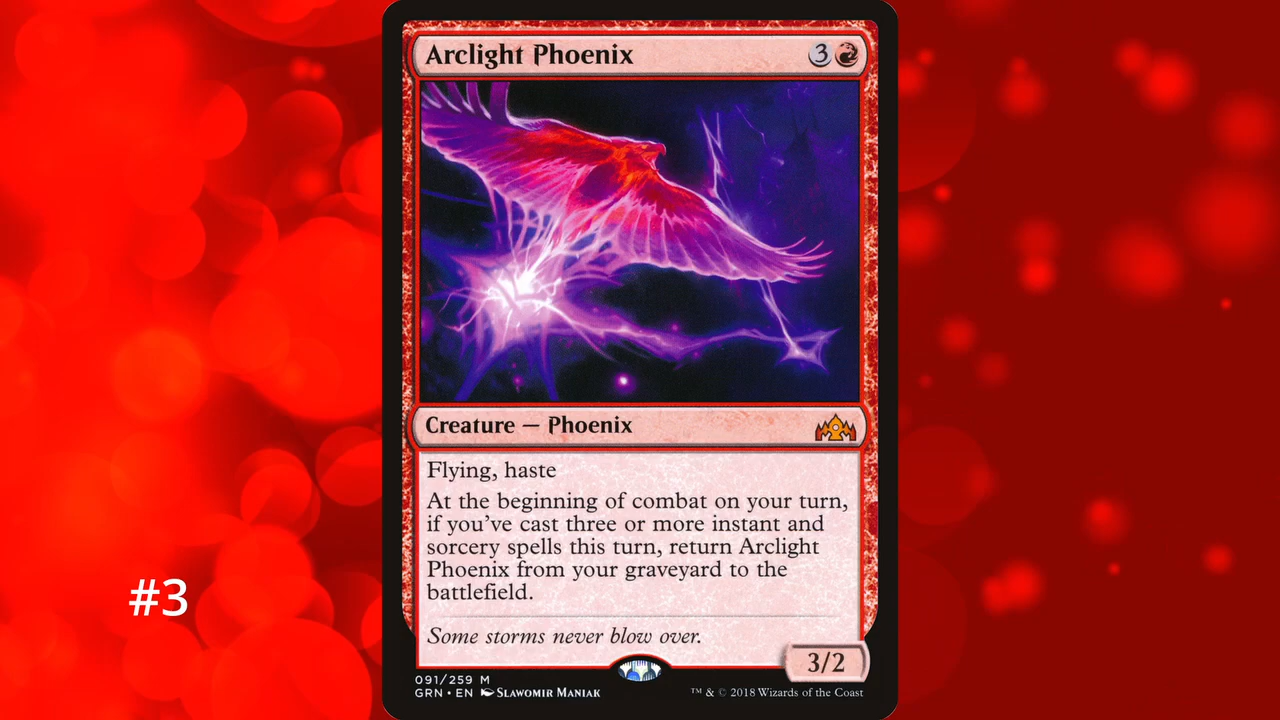 Arclight Phoenix 3
Creature — Phoenix
Flying, haste
At the beginning of combat on your turn,
if you've cast three or more instant and
sorcery spells this turn, return Arclight
Phoenix from your graveyard to the
battlefield.
#3
Some storms never blow over.
3/2
091/259 M
GRN • EN Slawomir Maniak
™ & © 2018 Wizards of the Coast